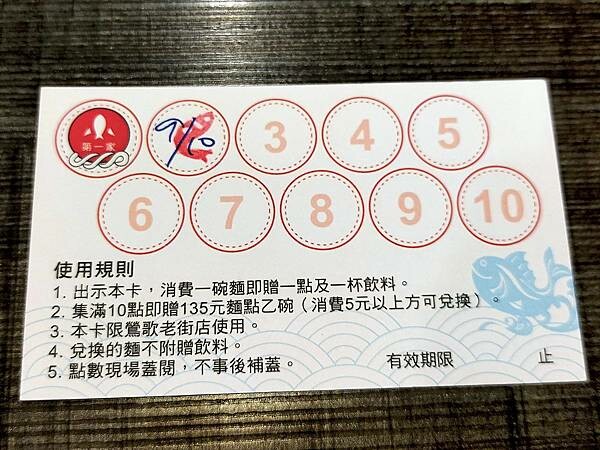 第一家 9/10 3 4 5
6 7 8 9 10
使用規則
1. 出示本卡，消費一碗麵即贈一點及一杯飲料。
2. 集滿10點即贈135元麵點乙碗（消費5元以上方可兌換）。
3. 本卡限鶯歌老街店使用。
4. 兌換的麵不附贈飲料。
5. 點數現場蓋閱，不事後補蓋。
有效期限 止